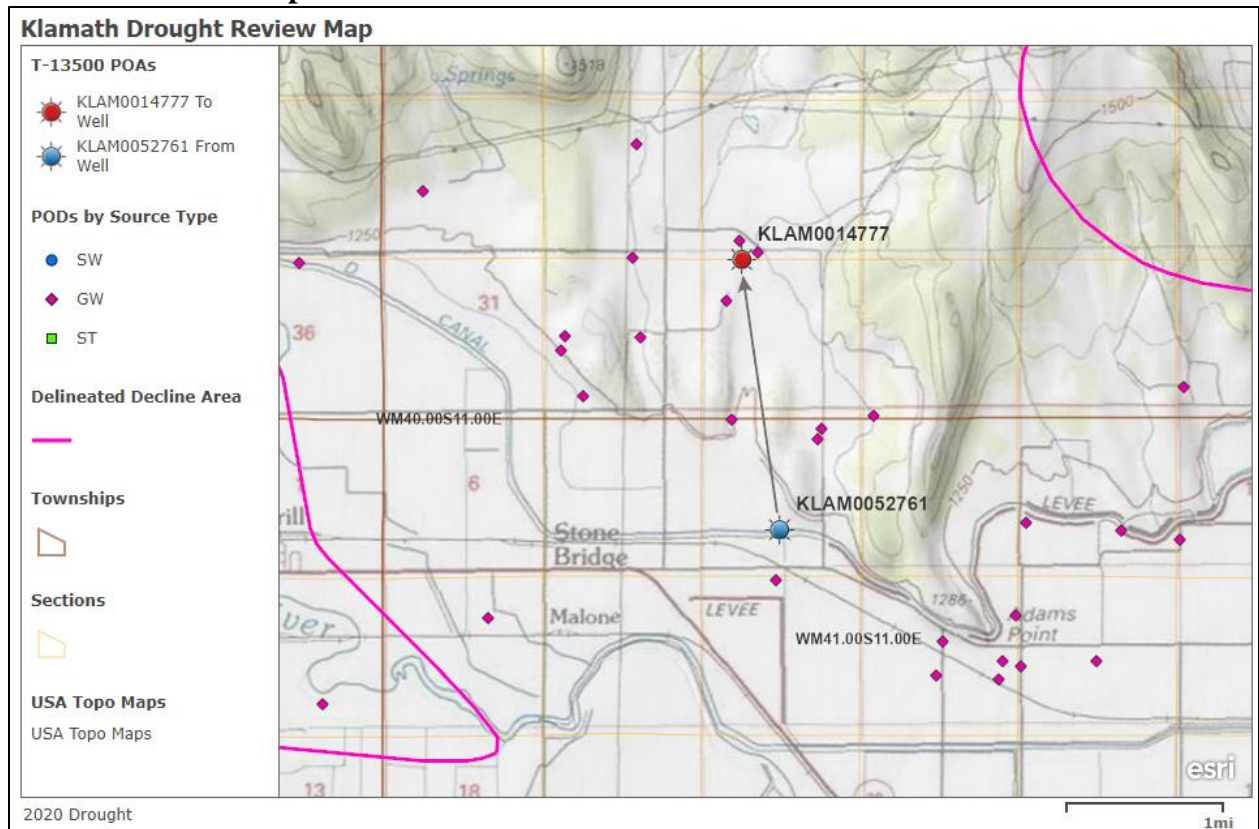 Klamath Drought Review Map
T-13500 POAs
KLAM0014777 To
Well
KLAM0052761 From
Well
PODs by Source Type
SW
GW
ST
Delineated Decline Area
Townships
Sections
USA Topo Maps
USA Topo Maps
2020 Drought
Springs
1518
1500
KLAM0014777
1250
D
CANAL
31
36
WM40.00S11.00E
6
KLAM0052761
1250
LEVEE
rill
Stone
Bridge
Malone
LEVEE
1286
Adams
Point
WM41.00S11.00E
13
18
esri
1mi